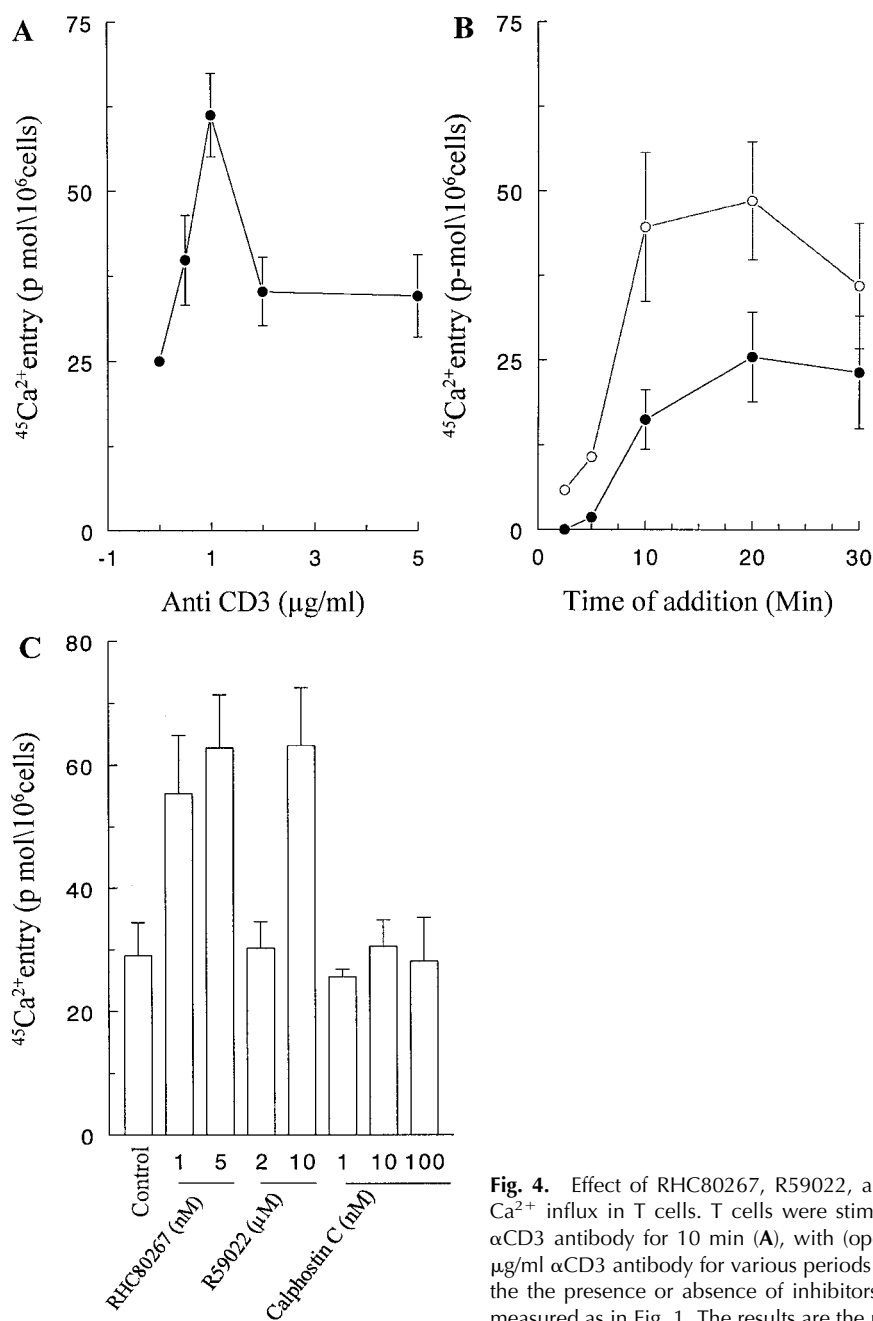 A
75
50
25
0
⁴⁵Ca²⁺entry (p mol\10⁶cells)
-1 1 3 5
Anti CD3 (µg/ml)
B
75
50
25
0
⁴⁵Ca²⁺entry (p-mol\10⁶cells)
0 10 20 30
Time of addition (Min)
C
80
60
40
20
0
⁴⁵Ca²⁺entry (p mol\10⁶cells)
Control 1 5 2 10 1 10 100
RHC80267 (nM)
R59022 (µM)
Calphostin C (nM)
Fig. 4. Effect of RHC80267, R59022, a
Ca²⁺ influx in T cells. T cells were stim
αCD3 antibody for 10 min (A), with (op
µg/ml αCD3 antibody for various periods
the the presence or absence of inhibitors
measured as in Fig. 1. The results are the